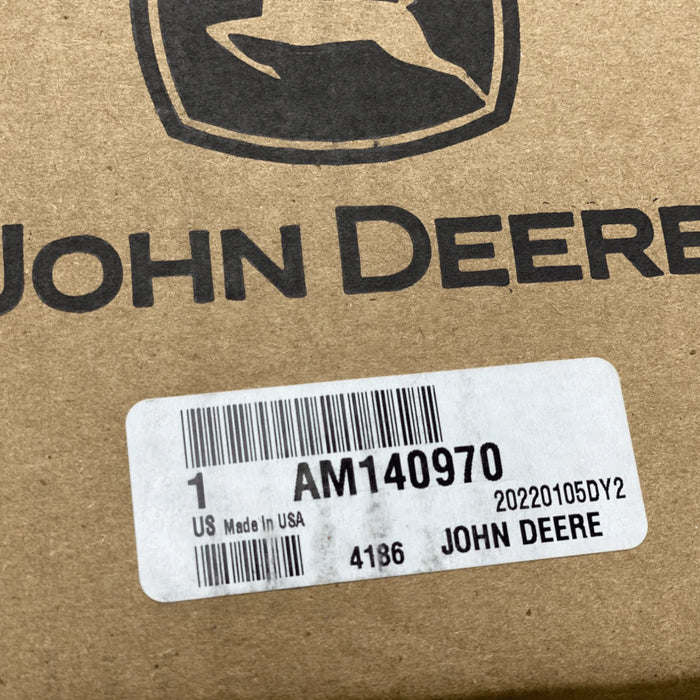 JOHN DEERE
1 AM140970
20220105DY2
US Made In USA
4186 JOHN DEERE